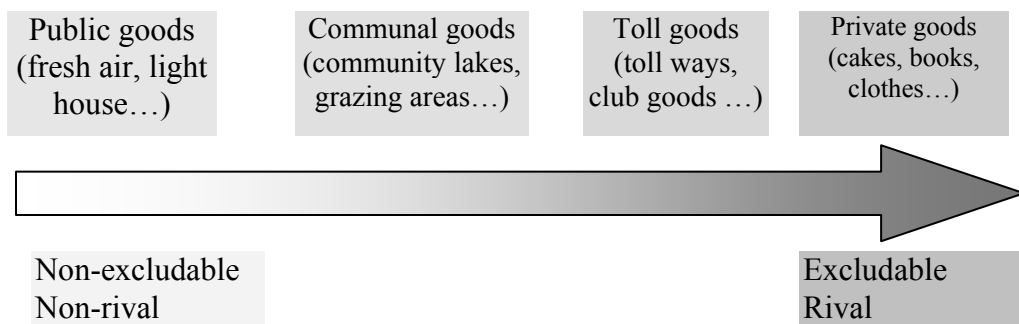 Public goods
(fresh air, light
house…)
Communal goods
(community lakes,
grazing areas…)
Toll goods
(toll ways,
club goods …)
Private goods
(cakes, books,
clothes…)
Non-excludable
Non-rival
Excludable
Rival